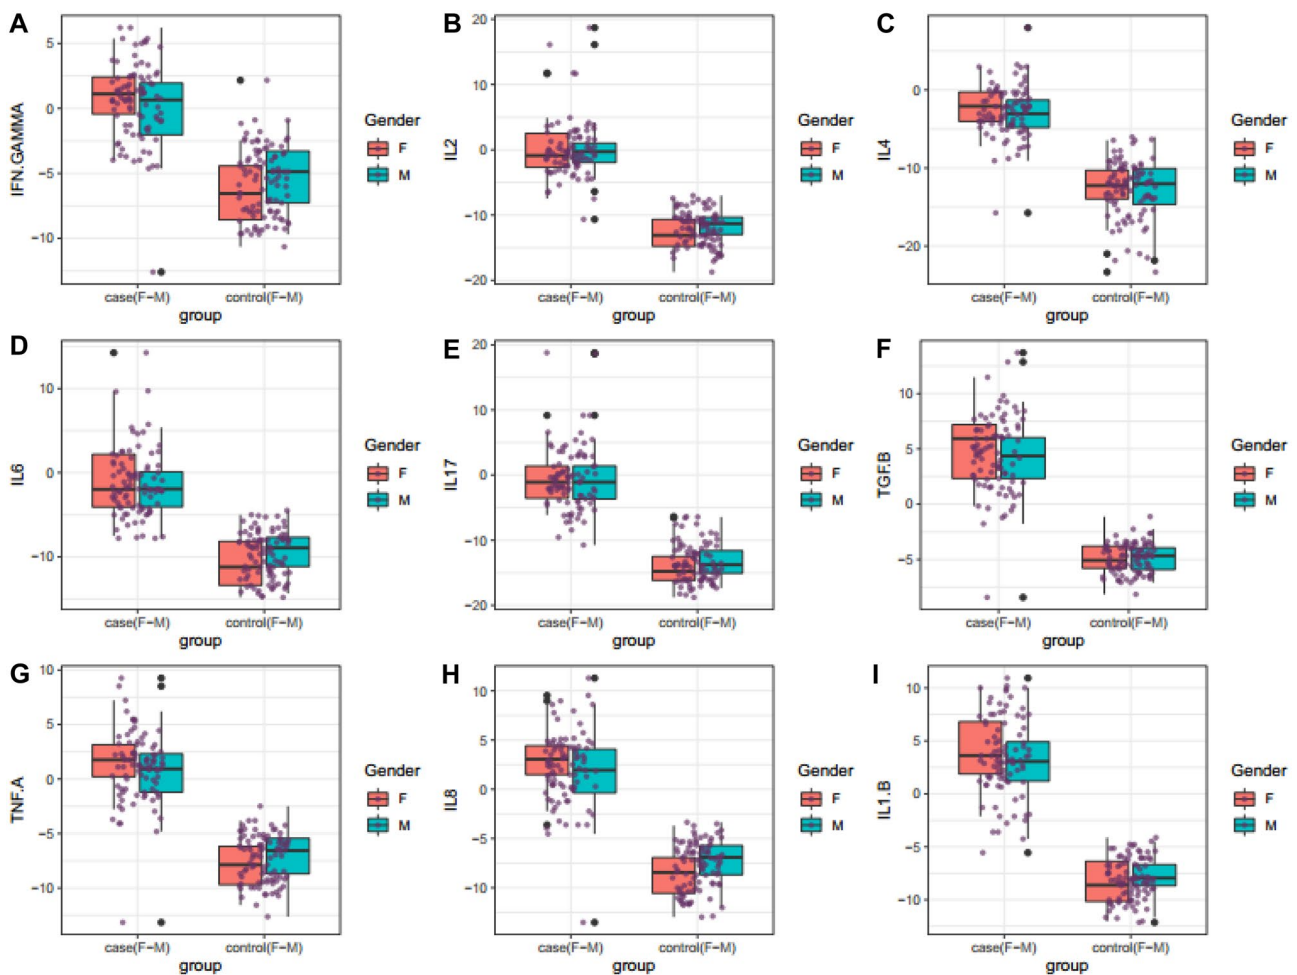 A
IFN.GAMMA
5
0
−5
−10
case(F−M)
control(F−M)
group
Gender
F
M
B
IL2
20
10
0
−10
−20
case(F−M)
control(F−M)
group
Gender
F
M
C
IL4
0
−10
−20
case(F−M)
control(F−M)
group
Gender
F
M
D
IL6
10
0
−10
case(F−M)
control(F−M)
group
Gender
F
M
E
IL17
20
10
0
−10
−20
case(F−M)
control(F−M)
group
Gender
F
M
F
TGF.B
10
5
0
−5
case(F−M)
control(F−M)
group
Gender
F
M
G
TNF.A
10
5
0
−5
−10
case(F−M)
control(F−M)
group
Gender
F
M
H
IL8
10
5
0
−5
−10
case(F−M)
control(F−M)
group
Gender
F
M
I
IL1.B
10
5
0
−5
−10
case(F−M)
control(F−M)
group
Gender
F
M